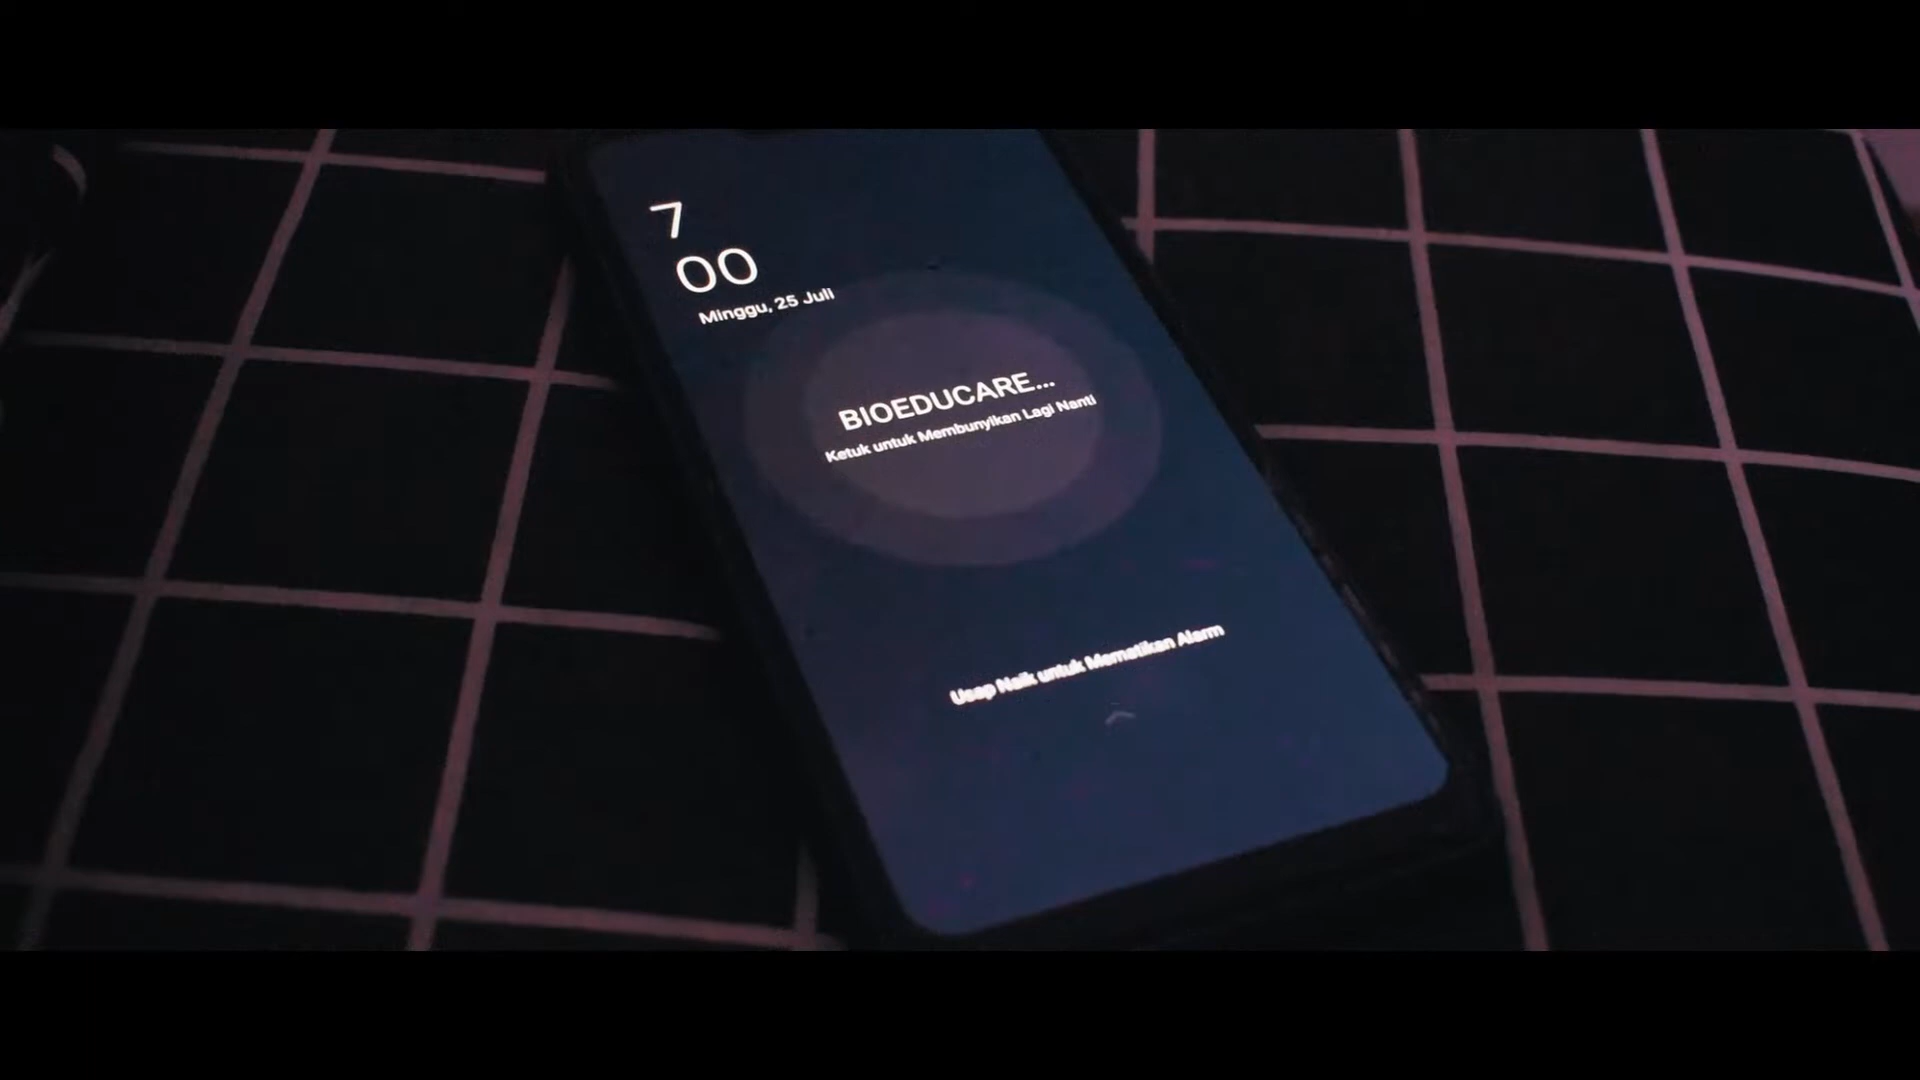 7
00
Minggu, 25 Juli
BIOEDUCARE...
Ketuk untuk Membunyikan Lagi Nanti
Usap Naik untuk Mematikan Alarm